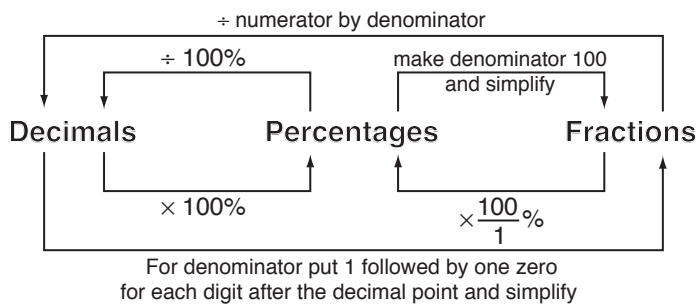 ÷ numerator by denominator
÷ 100%
make denominator 100
and simplify
Decimals Percentages Fractions
× 100%
× 100/1 %
For denominator put 1 followed by one zero
for each digit after the decimal point and simplify